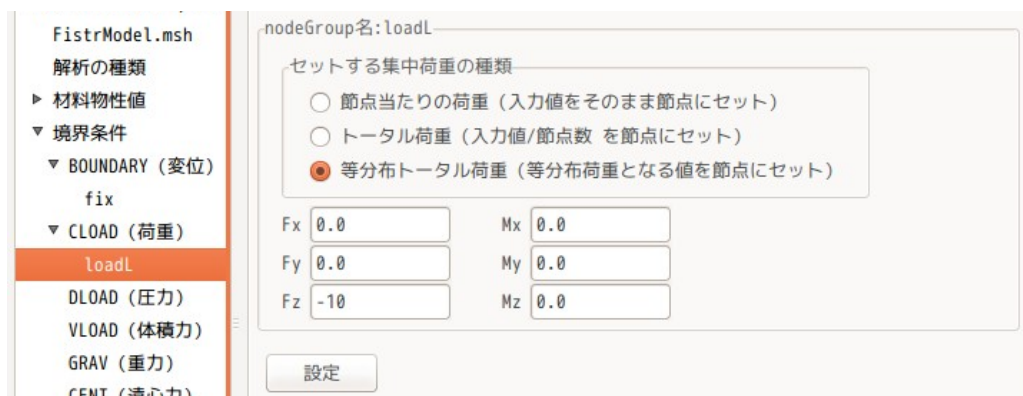 FistrModel.msh
解析の種類
材料物性値
境界条件
BOUNDARY (変位)
fix
CLOAD (荷重)
loadL
DLOAD (圧力)
VLOAD (体積力)
GRAV (重力)
CENT (遠心力)
nodeGroup名:loadL
セットする集中荷重の種類
節点当たりの荷重 (入力値をそのまま節点にセット)
トータル荷重 (入力値/節点数 を節点にセット)
等分布トータル荷重 (等分布荷重となる値を節点にセット)
Fx 0.0 Mx 0.0
Fy 0.0 My 0.0
Fz -10 Mz 0.0
設定